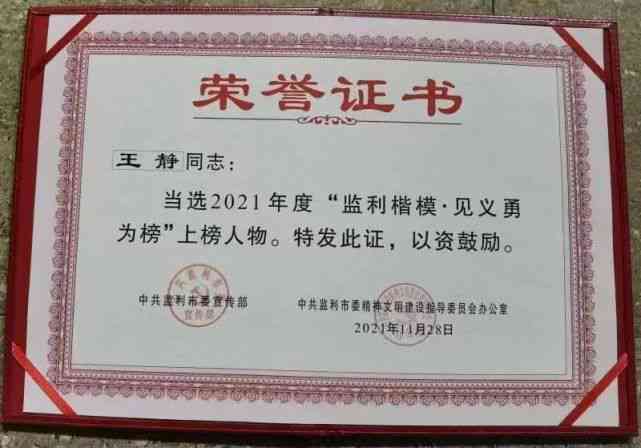 荣誉证书
王静同志：
当选2021年度“监利楷模·见义勇
为榜”上榜人物。特发此证，以资鼓励。
中共监利市委宣传部
宣传部
中共监利市委精神文明建设指导委员会办公室
2021年11月28日